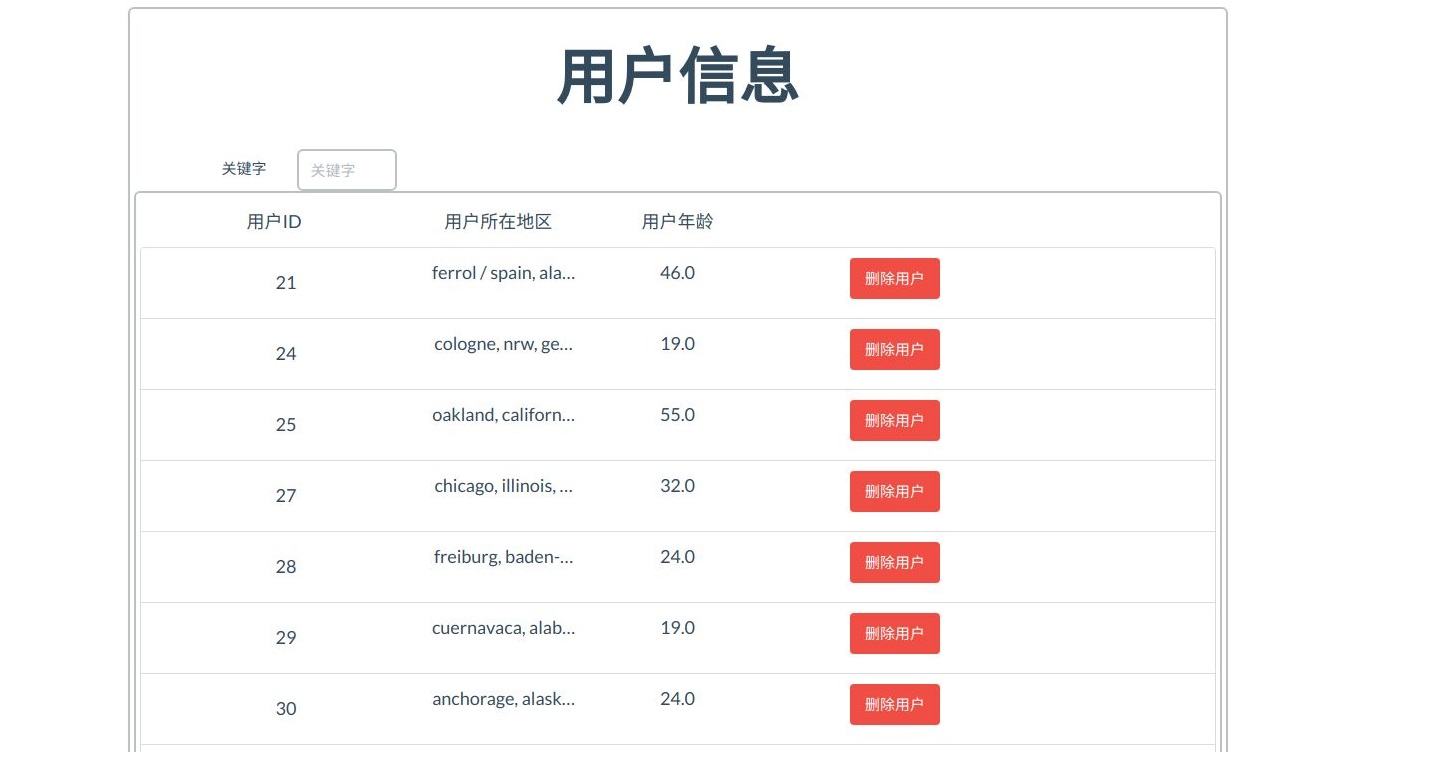 用户信息
关键字 关键字
用户ID 用户所在地区 用户年龄
21 ferrol / spain, ala... 46.0 删除用户
24 cologne, nrw, ge... 19.0 删除用户
25 oakland, californ... 55.0 删除用户
27 chicago, illinois, ... 32.0 删除用户
28 freiburg, baden-... 24.0 删除用户
29 cuernavaca, alab... 19.0 删除用户
30 anchorage, alask... 24.0 删除用户